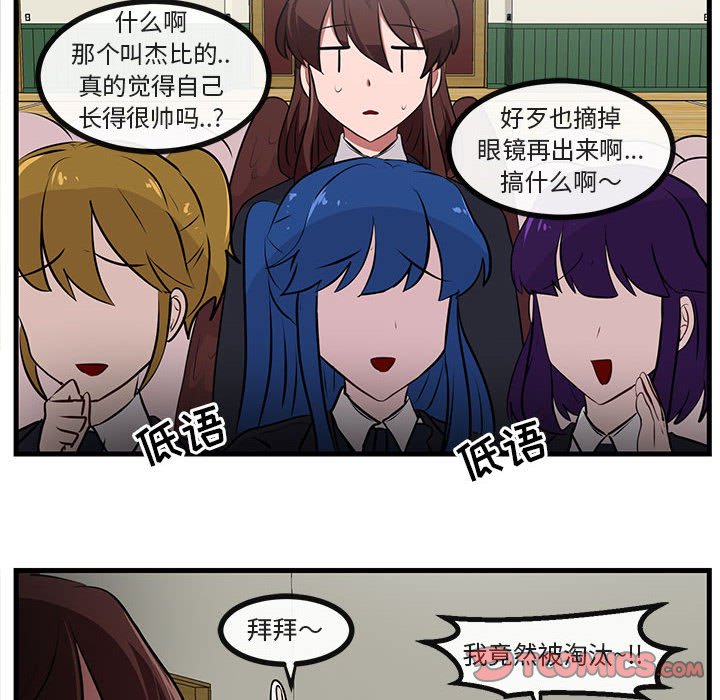 什么啊
那个叫杰比的..
真的觉得自己
长得很帅吗..?
好歹也摘掉
眼镜再出来啊...
搞什么啊～
低语
低语
拜拜～
我竟然被淘汰..!!
TOCOMICS.COM